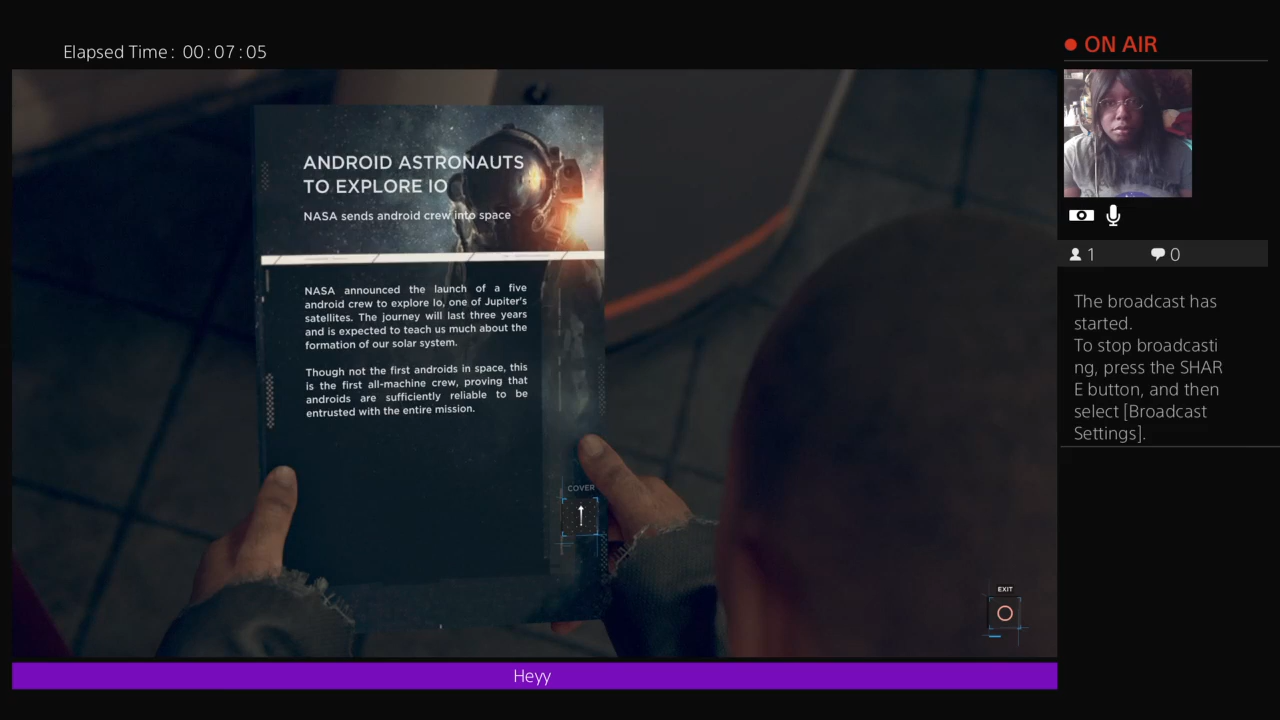 Elapsed Time: 00:07:05
ON AIR
ANDROID ASTRONAUTS
TO EXPLORE IO
NASA sends android crew into space
NASA announced the launch of a five
android crew to explore Io, one of Jupiter's
satellites. The journey will last three years
and is expected to teach us much about the
formation of our solar system.
Though not the first androids in space, this
is the first all-machine crew, proving that
androids are sufficiently reliable to be
entrusted with the entire mission.
COVER
EXIT
Heyy
1 0
The broadcast has
started.
To stop broadcasti
ng, press the SHAR
E button, and then
select [Broadcast
Settings].